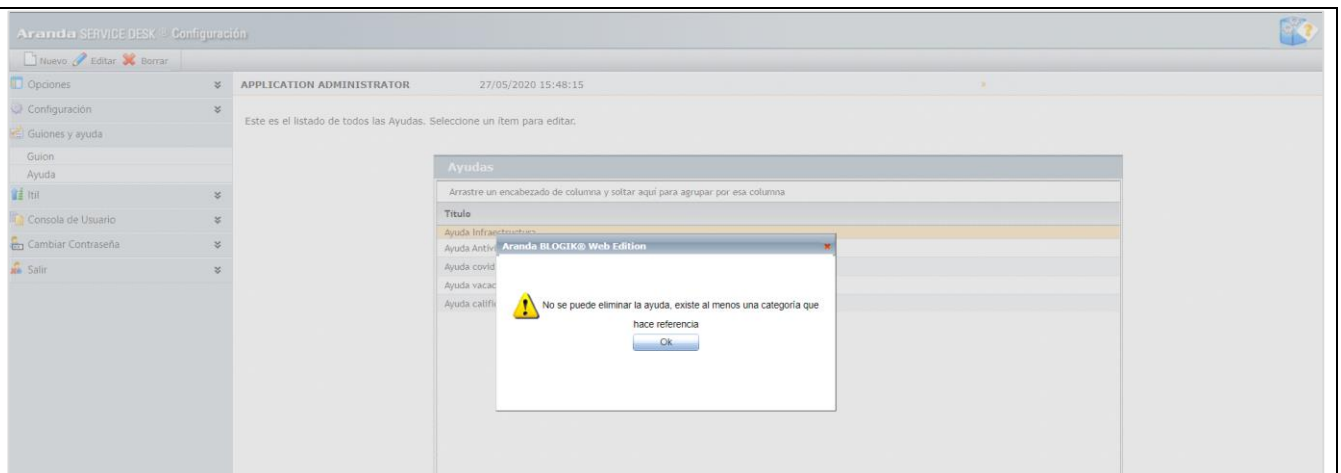 Aranda SERVICE DESK® Configuración
Nuevo Editar Borrar
Opciones
APPLICATION ADMINISTRATOR 27/05/2020 15:48:15
Configuración
Este es el listado de todos las Ayudas. Seleccione un ítem para editar.
Guiones y ayuda
Guion
Ayuda
Itil
Consola de Usuario
Cambiar Contraseña
Salir
Ayudas
Arrastre un encabezado de columna y soltar aquí para agrupar por esa columna
Título
Ayuda Infraestructura
Ayuda
Ayuda covid
Ayuda
Ayuda
Aranda BLOGIK® Web Edition
No se puede eliminar la ayuda, existe al menos una categoría que
hace referencia
Ok